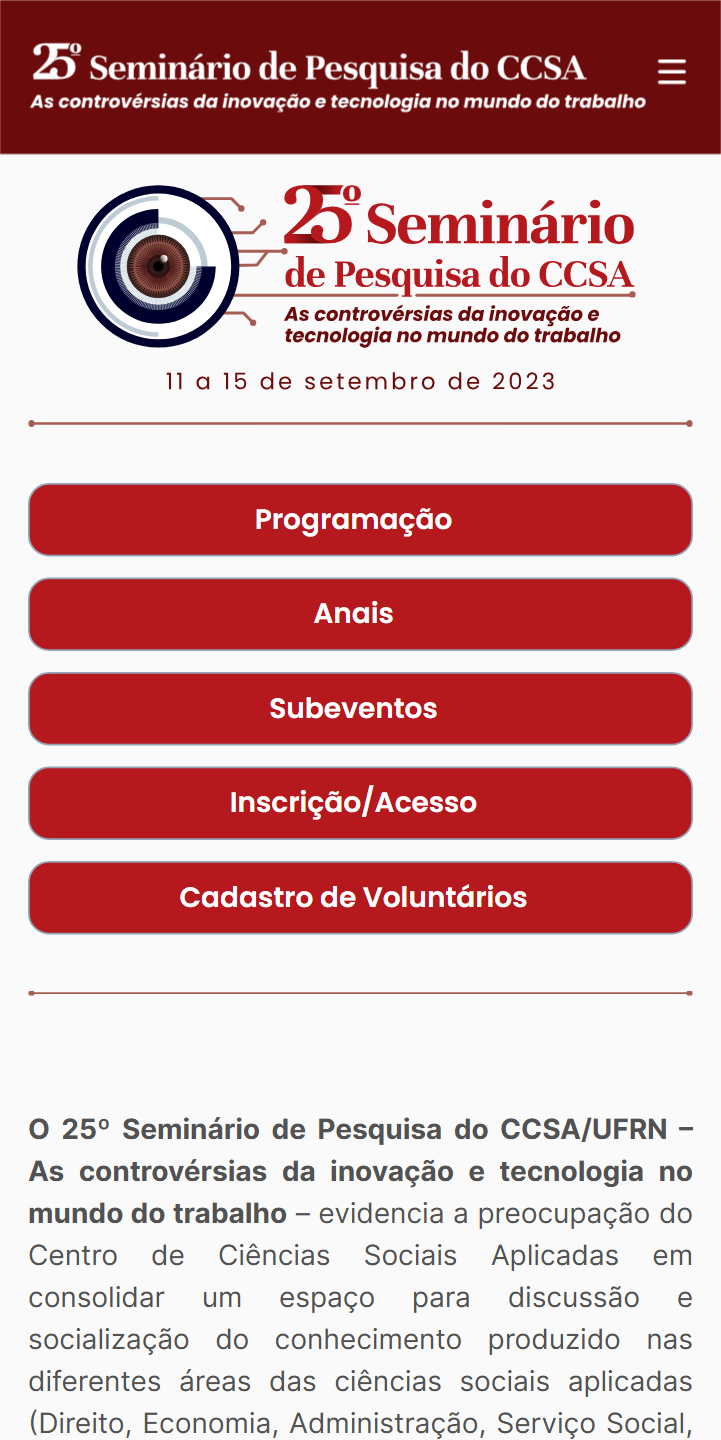 25º Seminário de Pesquisa do CCSA
As controvérsias da inovação e tecnologia no mundo do trabalho
25º Seminário
de Pesquisa do CCSA
As controvérsias da inovação e
tecnologia no mundo do trabalho
11 a 15 de setembro de 2023
Programação
Anais
Subeventos
Inscrição/Acesso
Cadastro de Voluntários
O 25º Seminário de Pesquisa do CCSA/UFRN –
As controvérsias da inovação e tecnologia no
mundo do trabalho – evidencia a preocupação do
Centro de Ciências Sociais Aplicadas em
consolidar um espaço para discussão e
socialização do conhecimento produzido nas
diferentes áreas das ciências sociais aplicadas
(Direito, Economia, Administração, Serviço Social,